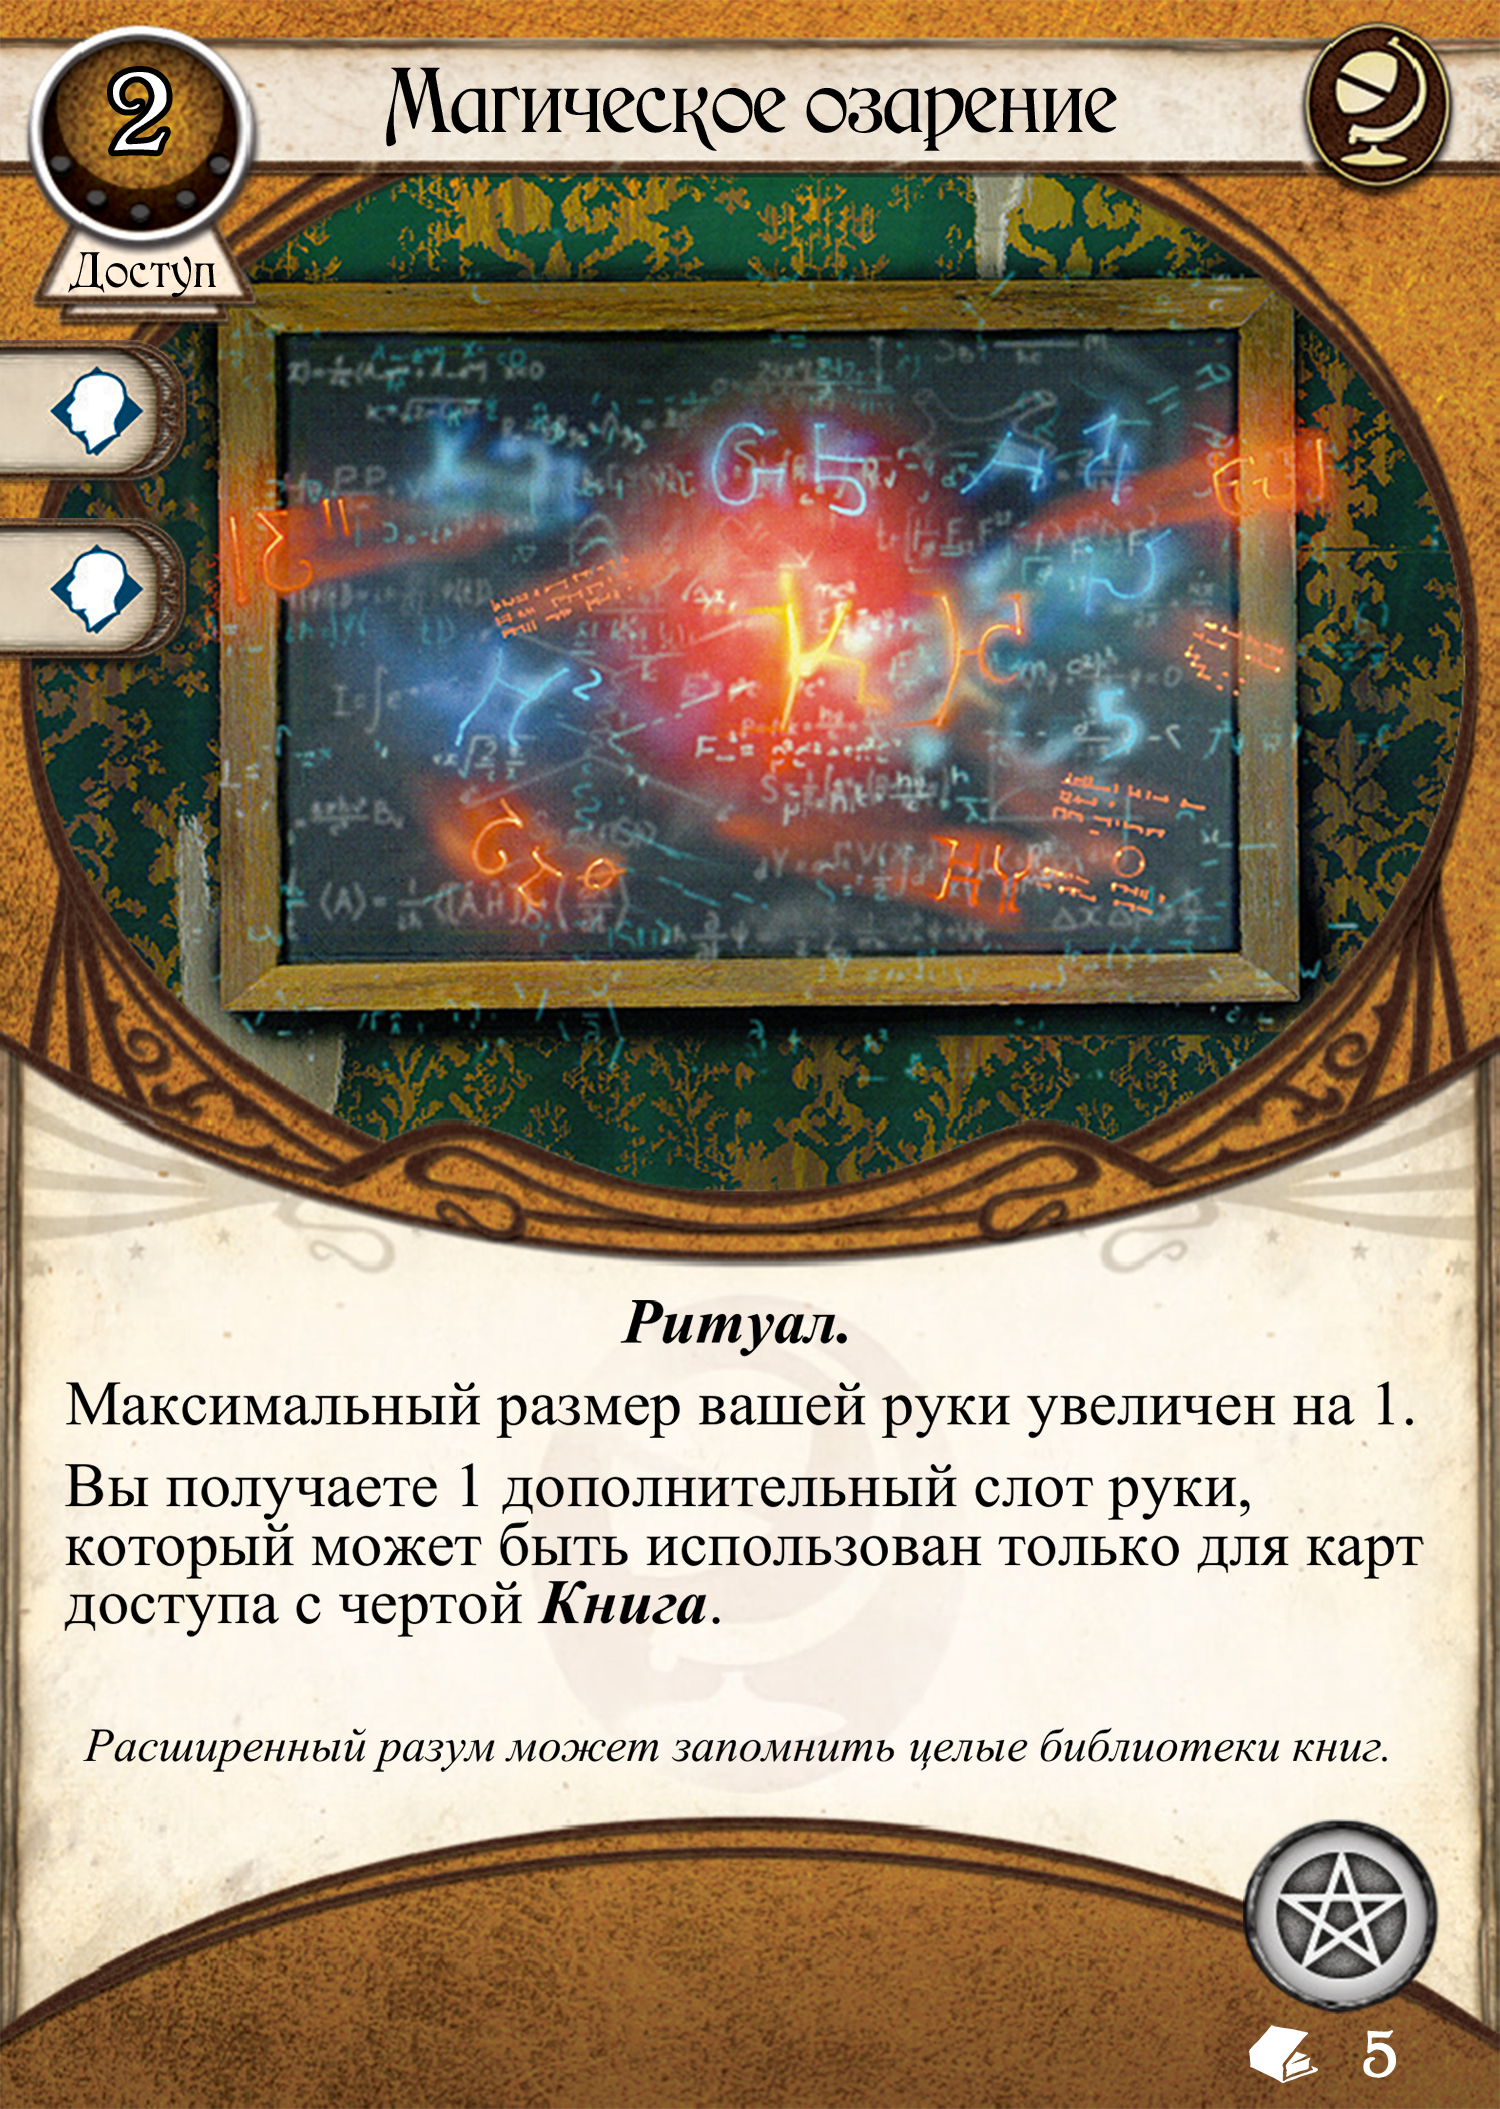 2
Магическое озарение
Доступ
Ритуал.
Максимальный размер вашей руки увеличен на 1.
Вы получаете 1 дополнительный слот руки,
который может быть использован только для карт
доступа с чертой Книга.
Расширенный разум может запомнить целые библиотеки книг.
5